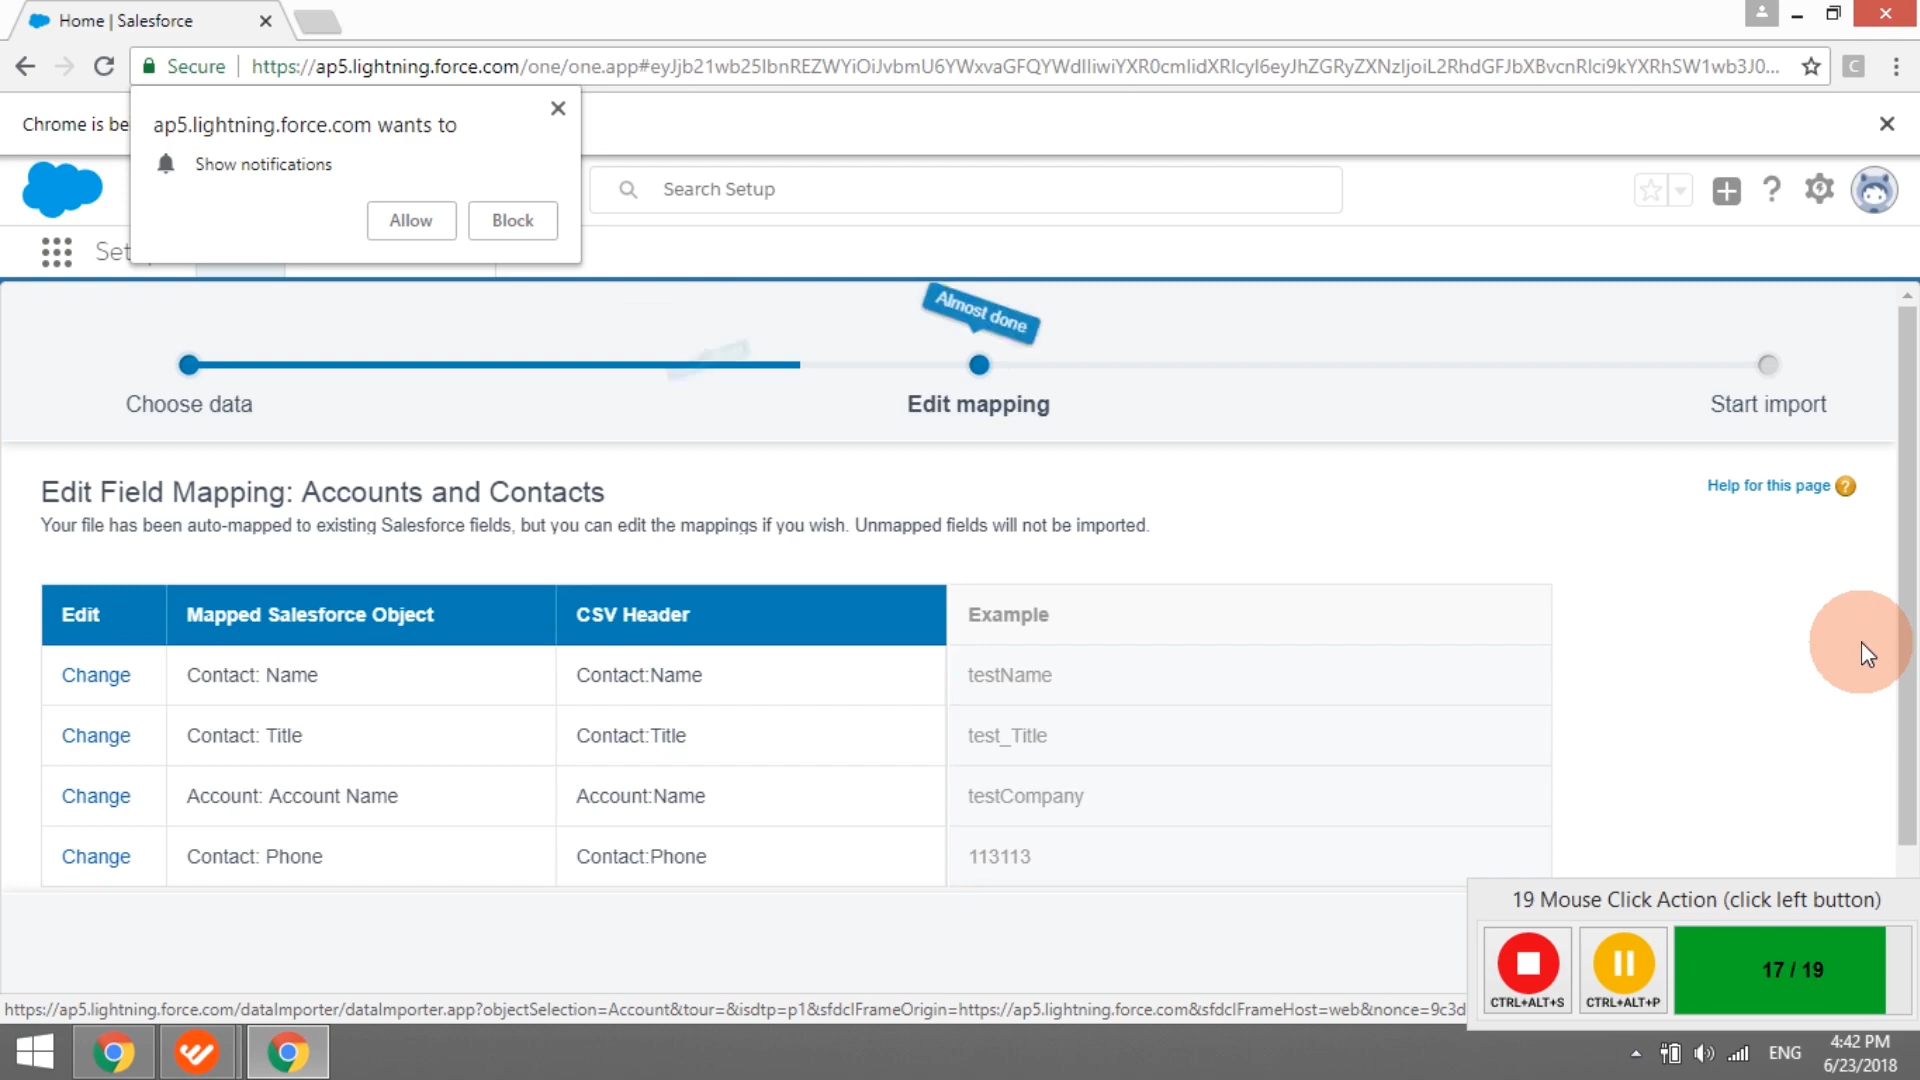 Home | Salesforce
Secure
https://ap5.lightning.force.com/one/one.app#eyJjb21wb25lbnREZWYiOiJvbmU6YWxvaGFQYWdlIiwiYXR0cmlidXRlcyI6eyJhZGRyZXNzIjoiL2RhdGFJbXBvcnRlci9kYXRhSW1wb3J0...
C
Chrome is be
ap5.lightning.force.com wants to
Show notifications
Allow
Block
Search Setup
Set
Almost done
Choose data
Edit mapping
Start import
Edit Field Mapping: Accounts and Contacts
Help for this page ?
Your file has been auto-mapped to existing Salesforce fields, but you can edit the mappings if you wish. Unmapped fields will not be imported.
Edit Mapped Salesforce Object CSV Header Example
Change Contact: Name Contact:Name testName
Change Contact: Title Contact:Title test_Title
Change Account: Account Name Account:Name testCompany
Change Contact: Phone Contact:Phone 113113
19 Mouse Click Action (click left button)
CTRL+ALT+S
CTRL+ALT+P
17 / 19
https://ap5.lightning.force.com/dataImporter/dataImporter.app?objectSelection=Account&tour=&isdtp=p1&sfdcIFrameOrigin=https://ap5.lightning.force.com&sfdcIFrameHost=web&nonce=9c3d
ENG
4:42 PM
6/23/2018